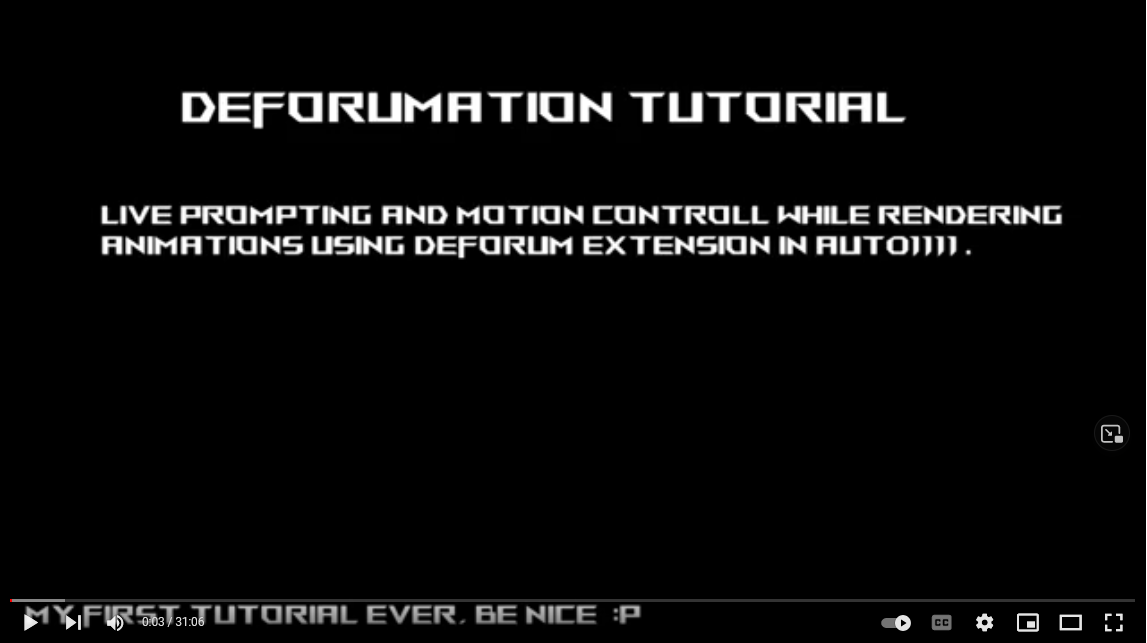 DEFORUMATION TUTORIAL
LIVE PROMPTING AND MOTION CONTROLL WHILE RENDERING
ANIMATIONS USING DEFORUM EXTENSION IN AUTO1111 .
MY FIRST TUTORIAL EVER, BE NICE :P
0:03 / 31:06
CC